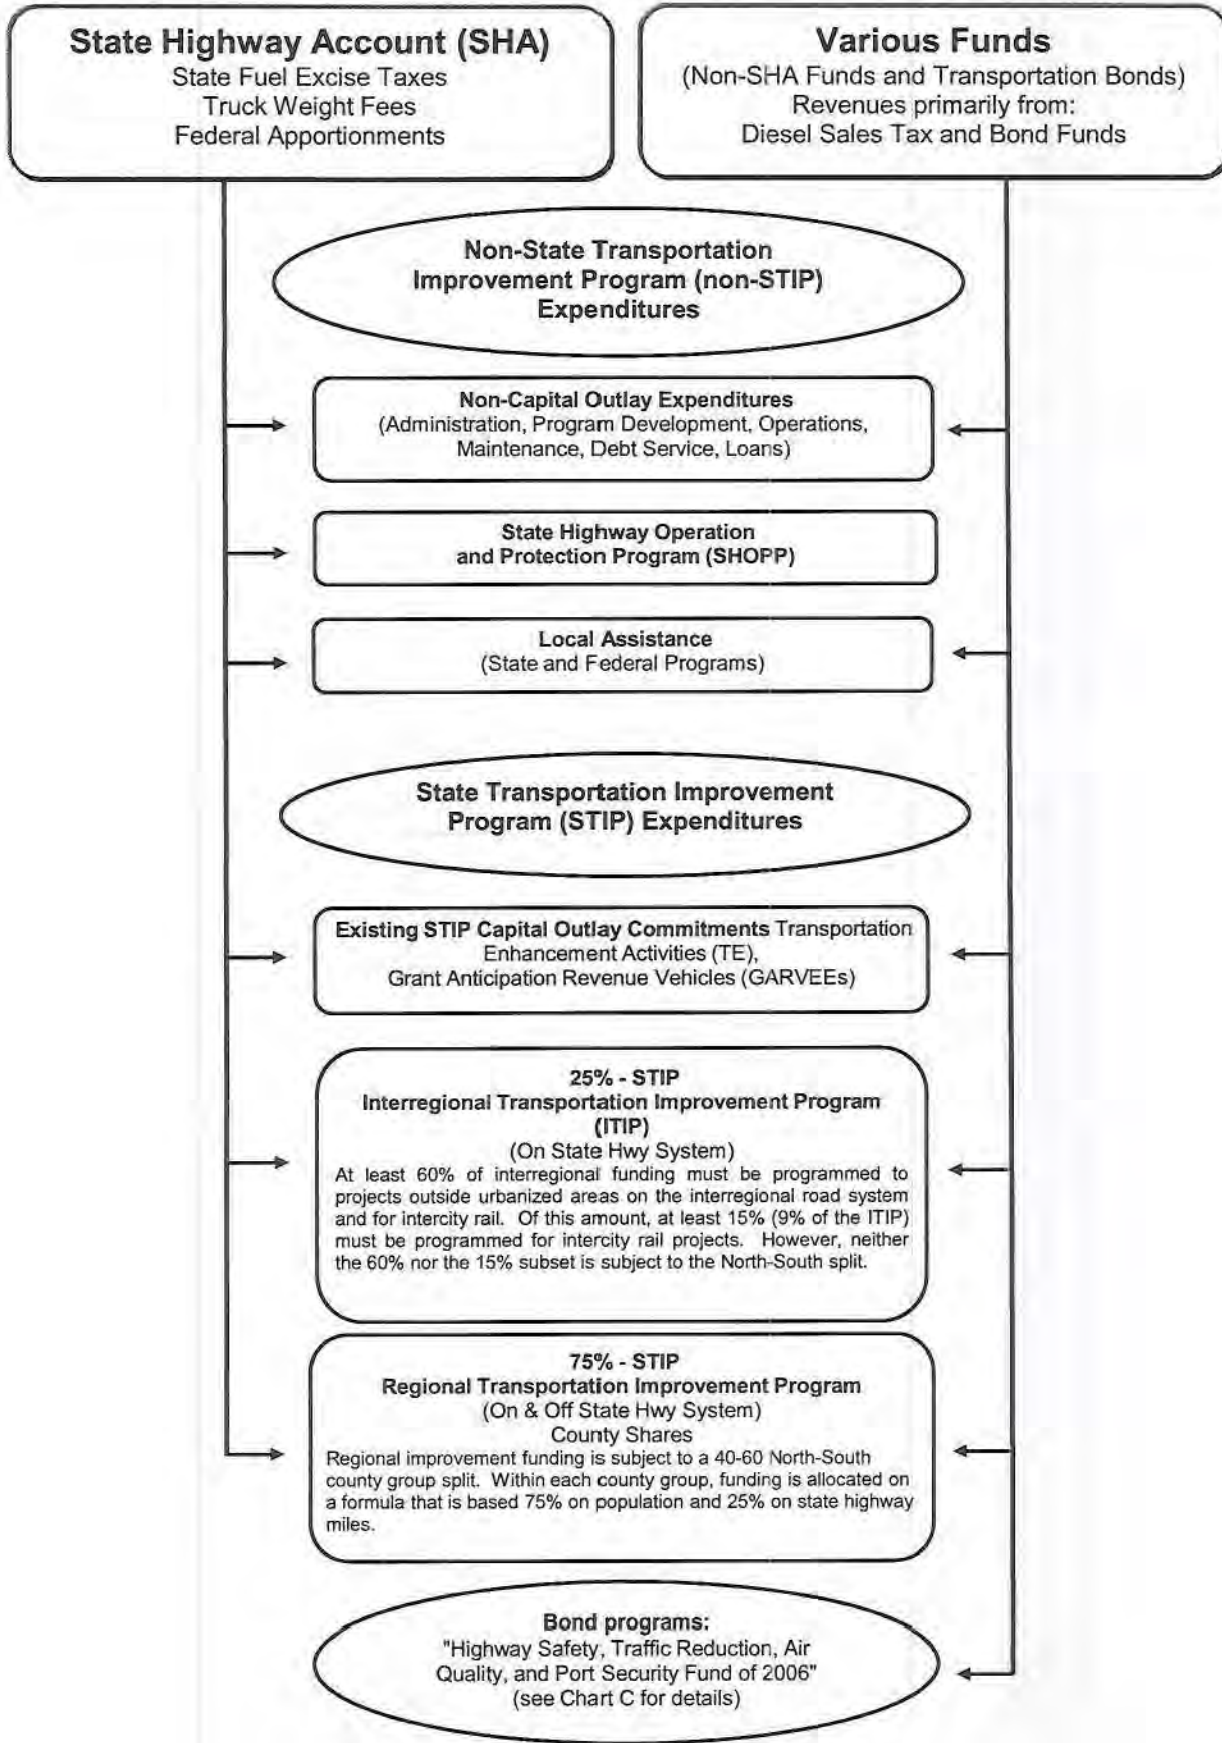 State Highway Account (SHA)
State Fuel Excise Taxes
Truck Weight Fees
Federal Apportionments
Various Funds
(Non-SHA Funds and Transportation Bonds)
Revenues primarily from:
Diesel Sales Tax and Bond Funds
Non-State Transportation
Improvement Program (non-STIP)
Expenditures
Non-Capital Outlay Expenditures
(Administration, Program Development, Operations,
Maintenance, Debt Service, Loans)
State Highway Operation
and Protection Program (SHOPP)
Local Assistance
(State and Federal Programs)
State Transportation Improvement
Program (STIP) Expenditures
Existing STIP Capital Outlay Commitments Transportation
Enhancement Activities (TE),
Grant Anticipation Revenue Vehicles (GARVEEs)
25% - STIP
Interregional Transportation Improvement Program
(ITIP)
(On State Hwy System)
At least 60% of interregional funding must be programmed to
projects outside urbanized areas on the interregional road system
and for intercity rail. Of this amount, at least 15% (9% of the ITIP)
must be programmed for intercity rail projects. However, neither
the 60% nor the 15% subset is subject to the North-South split.
75% - STIP
Regional Transportation Improvement Program
(On & Off State Hwy System)
County Shares
Regional improvement funding is subject to a 40-60 North-South
county group split. Within each county group, funding is allocated on
a formula that is based 75% on population and 25% on state highway
miles.
Bond programs:
"Highway Safety, Traffic Reduction, Air
Quality, and Port Security Fund of 2006"
(see Chart C for details)